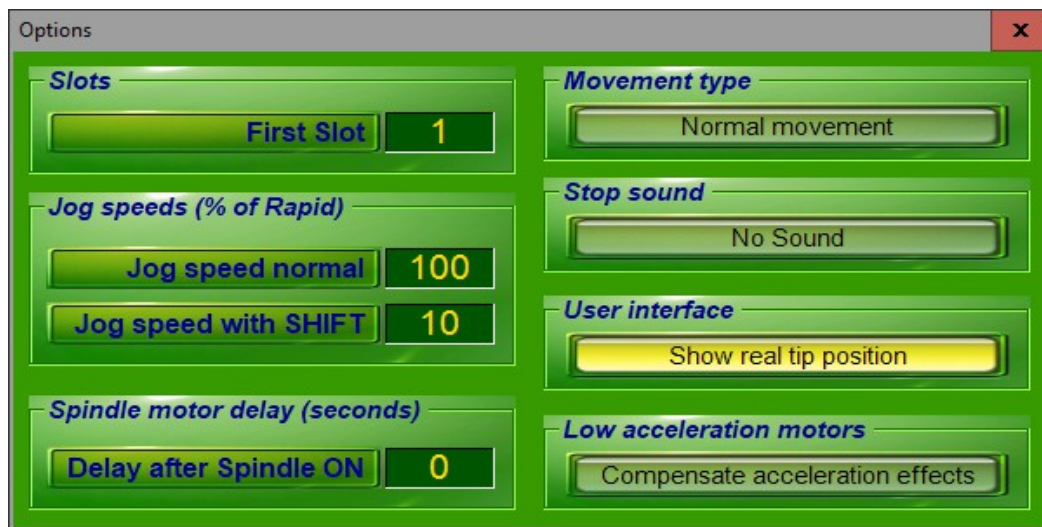 Options
x
Slots
First Slot 1
Jog speeds (% of Rapid)
Jog speed normal 100
Jog speed with SHIFT 10
Spindle motor delay (seconds)
Delay after Spindle ON 0
Movement type
Normal movement
Stop sound
No Sound
User interface
Show real tip position
Low acceleration motors
Compensate acceleration effects